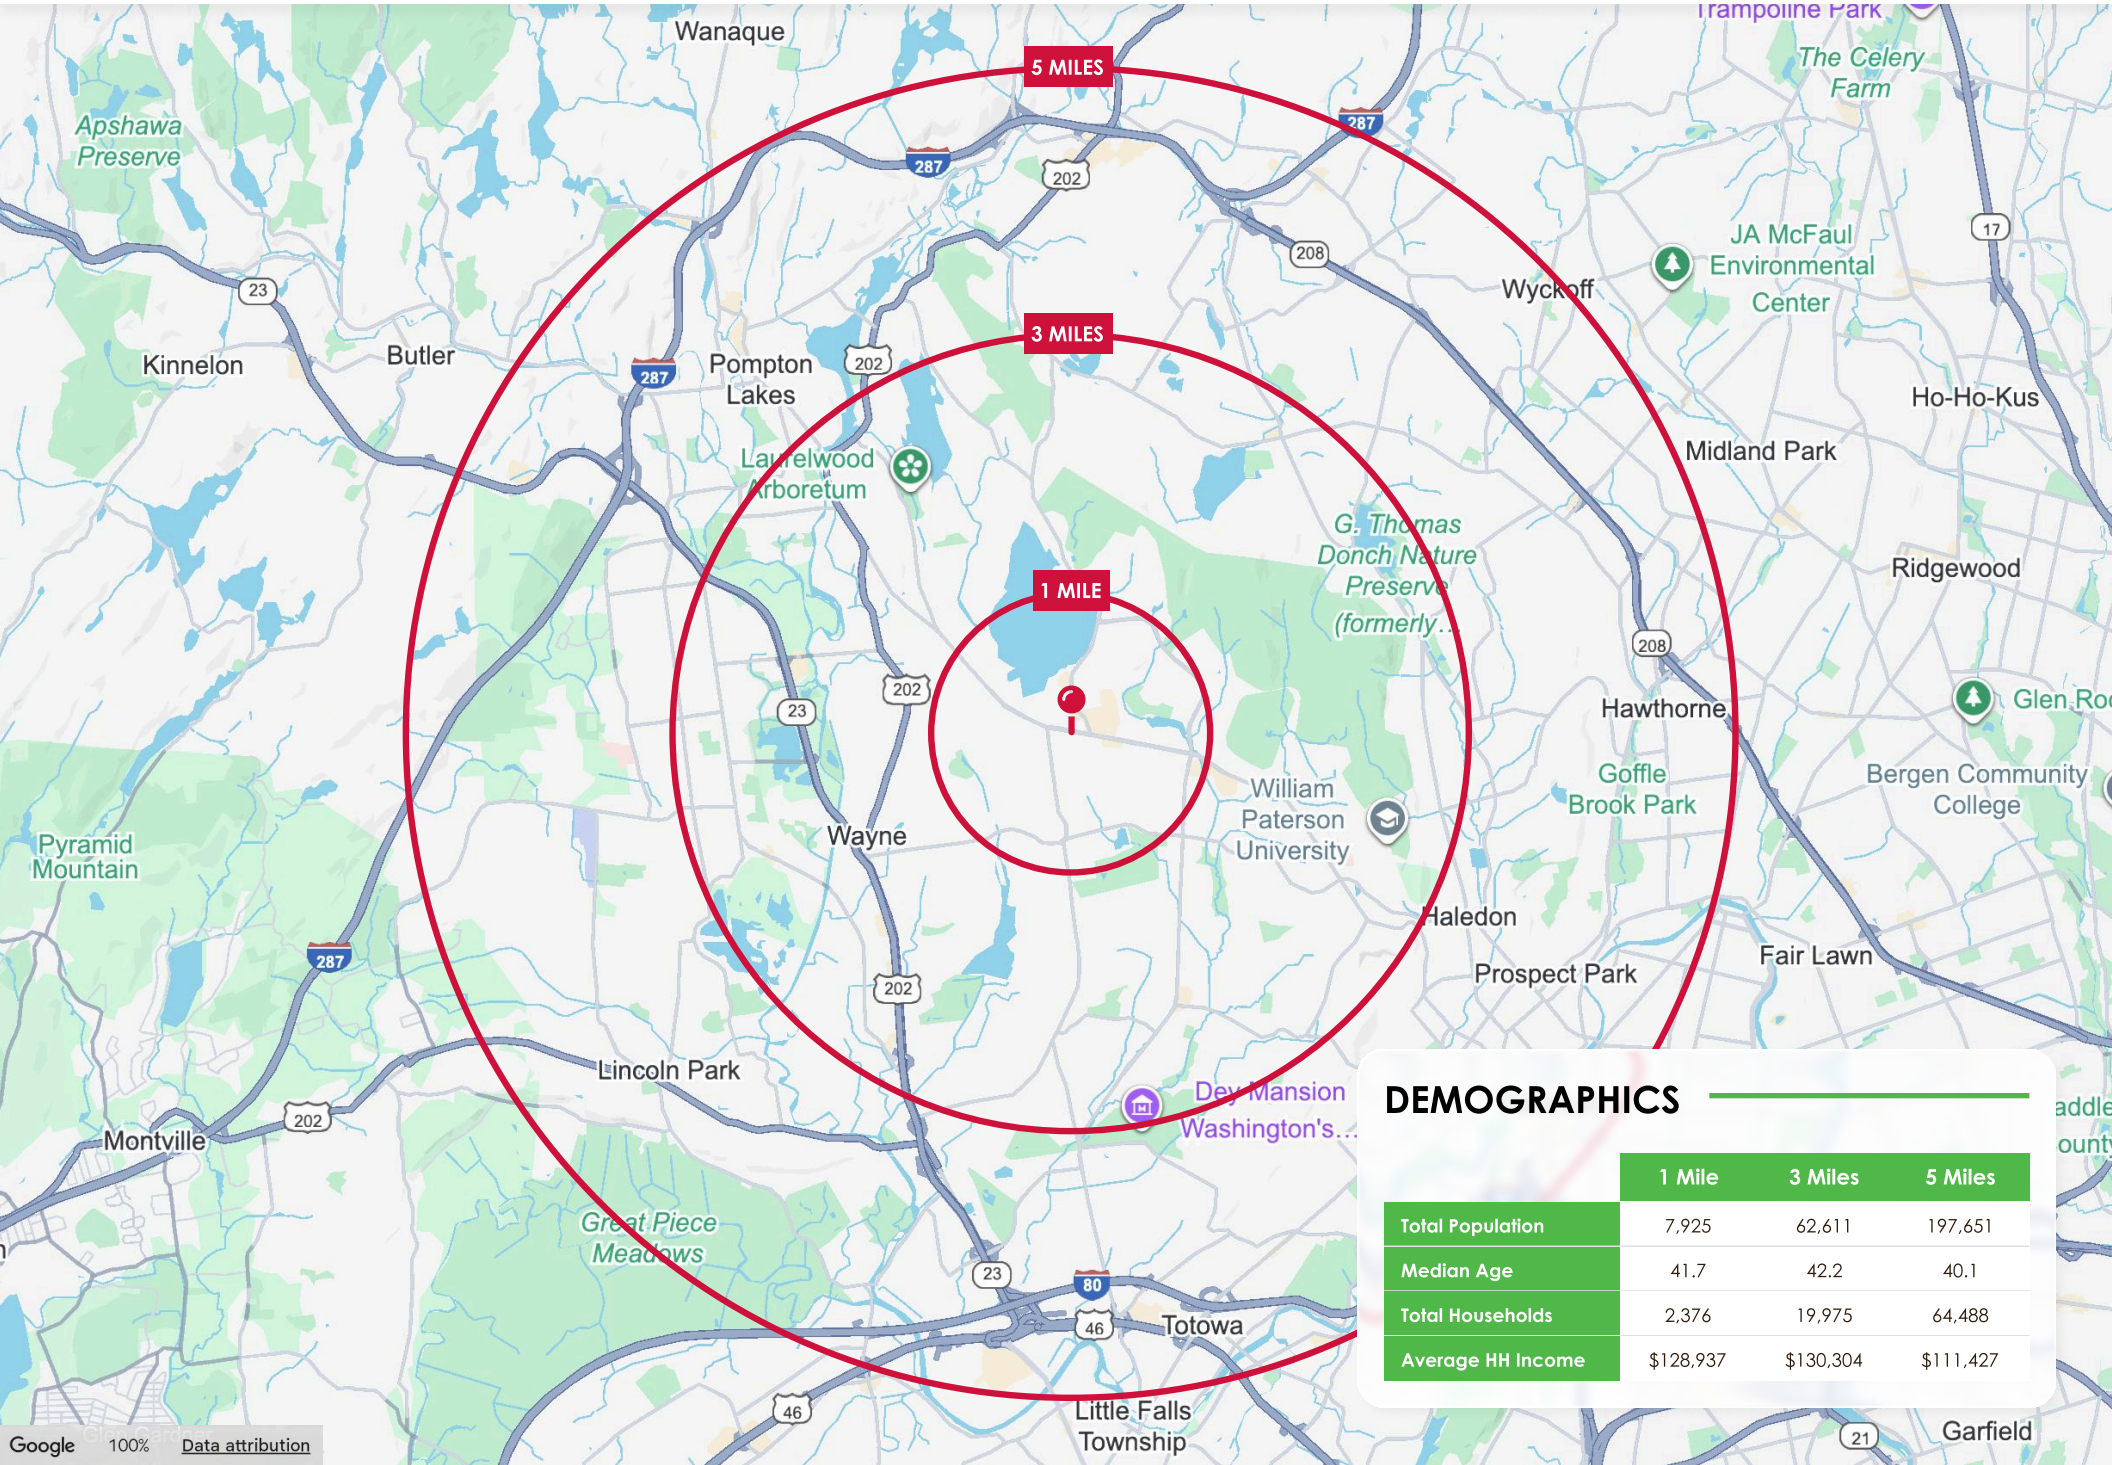 Trampoline Park
Wanaque
The Celery
Farm
5 MILES
287
Apshawa
Preserve
287
202
17
JA McFaul
Environmental
Center
208
23
Wyckoff
3 MILES
Kinnelon
Butler
287
Pompton
Lakes
202
Ho-Ho-Kus
Midland Park
Laurelwood
Arboretum
G. Thomas
Donch Nature
Preserve
(formerly...
Ridgewood
1 MILE
208
202
23
Hawthorne
Glen Roc
William
Paterson
University
Goffle
Brook Park
Bergen Community
College
Wayne
Pyramid
Mountain
Haledon
287
Fair Lawn
Prospect Park
202
Lincoln Park
Dey Mansion
Washington's...
202
Montville
addle
ounty
Great Piece
Meadows
23
80
46
Totowa
46
Little Falls
Township
21
Garfield
DEMOGRAPHICS
1 Mile 3 Miles 5 Miles
Total Population 7,925 62,611 197,651
Median Age 41.7 42.2 40.1
Total Households 2,376 19,975 64,488
Average HH Income $128,937 $130,304 $111,427
Glen Gardner
Google 100% Data attribution